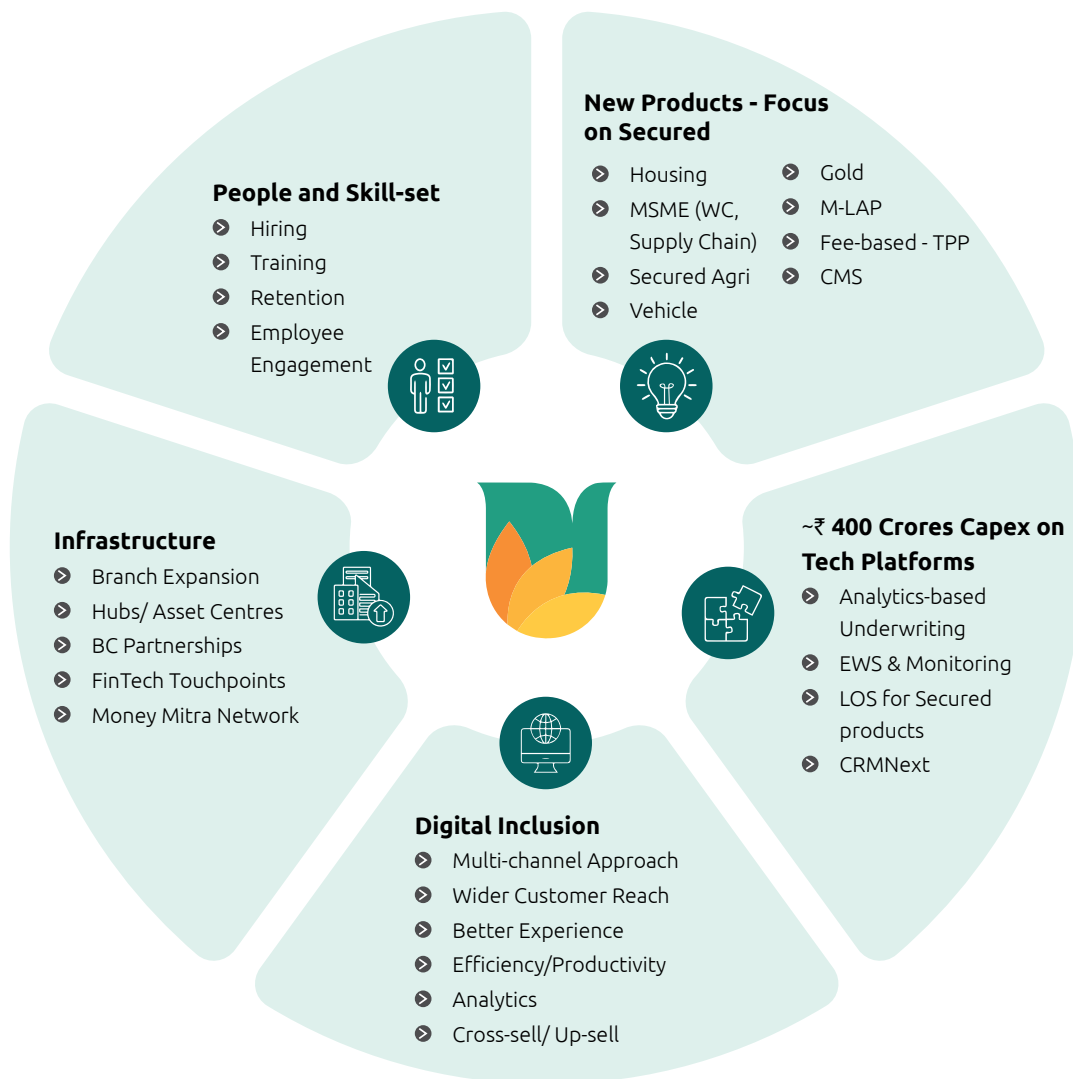 People and Skill-set
Hiring
Training
Retention
Employee
Engagement
New Products - Focus
on Secured
Housing
MSME (WC,
Supply Chain)
Secured Agri
Vehicle
Gold
M-LAP
Fee-based - TPP
CMS
~₹ 400 Crores Capex on
Tech Platforms
Analytics-based
Underwriting
EWS & Monitoring
LOS for Secured
products
CRMNext
Digital Inclusion
Multi-channel Approach
Wider Customer Reach
Better Experience
Efficiency/Productivity
Analytics
Cross-sell/ Up-sell
Infrastructure
Branch Expansion
Hubs/ Asset Centres
BC Partnerships
FinTech Touchpoints
Money Mitra Network